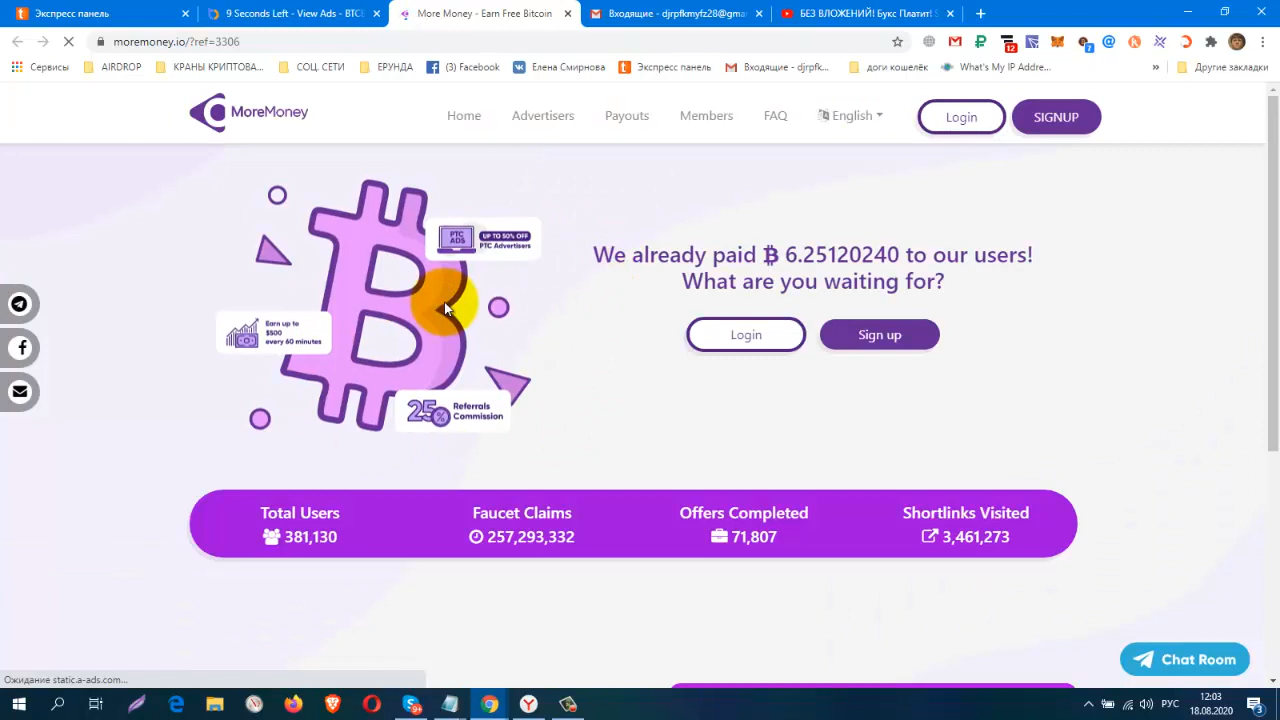 Экспресс панель
9 Seconds Left - View Ads - BTC
More Money - Earn Free Bitcoin
Входящие - djrpfkmyfz28@gma
БЕЗ ВЛОЖЕНИЙ! Букс Платит!
moremoney.io/?ref=3306
12
7
Сервисы
AIRDROP
КРАНЫ КРИПТОВА...
СОЦ. СЕТИ
ЕРУНДА
(3) Facebook
Елена Смирнова
Экспресс панель
Входящие - djrpfk...
доги кошелёк
What's My IP Addre...
»
Другие закладки
MoreMoney
Home
Advertisers
Payouts
Members
FAQ
English
Login
SIGNUP
PTC ADS
UP TO 50% OFF
PTC Advertisers
We already paid ₿ 6.25120240 to our users!
What are you waiting for?
Login
Sign up
Earn up to
$500
every 60 minutes
25%
Referrals
Commission
Total Users
Faucet Claims
Offers Completed
Shortlinks Visited
381,130
257,293,332
71,807
3,461,273
Chat Room
Ожидание static.a-ads.com...
9+
РУС
12:03
18.08.2020
3